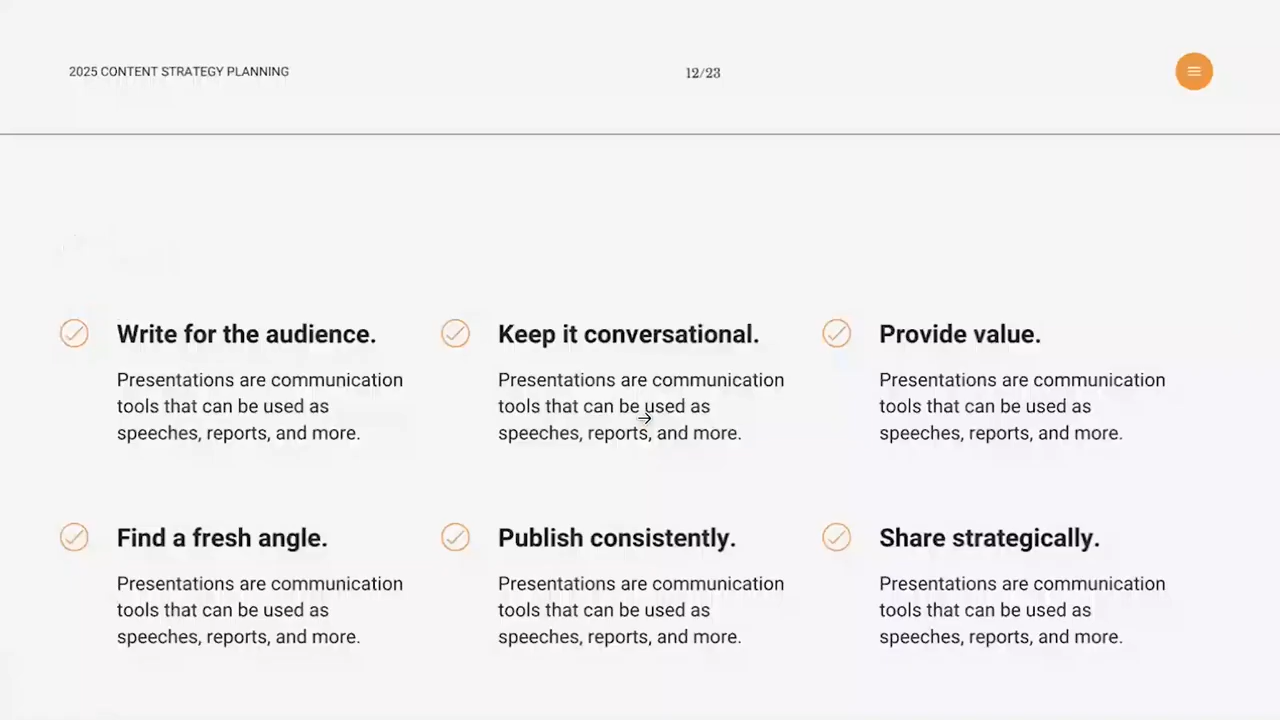 2025 CONTENT STRATEGY PLANNING
12/23
Write for the audience.
Presentations are communication
tools that can be used as
speeches, reports, and more.
Keep it conversational.
Presentations are communication
tools that can be used as
speeches, reports, and more.
Provide value.
Presentations are communication
tools that can be used as
speeches, reports, and more.
Find a fresh angle.
Presentations are communication
tools that can be used as
speeches, reports, and more.
Publish consistently.
Presentations are communication
tools that can be used as
speeches, reports, and more.
Share strategically.
Presentations are communication
tools that can be used as
speeches, reports, and more.